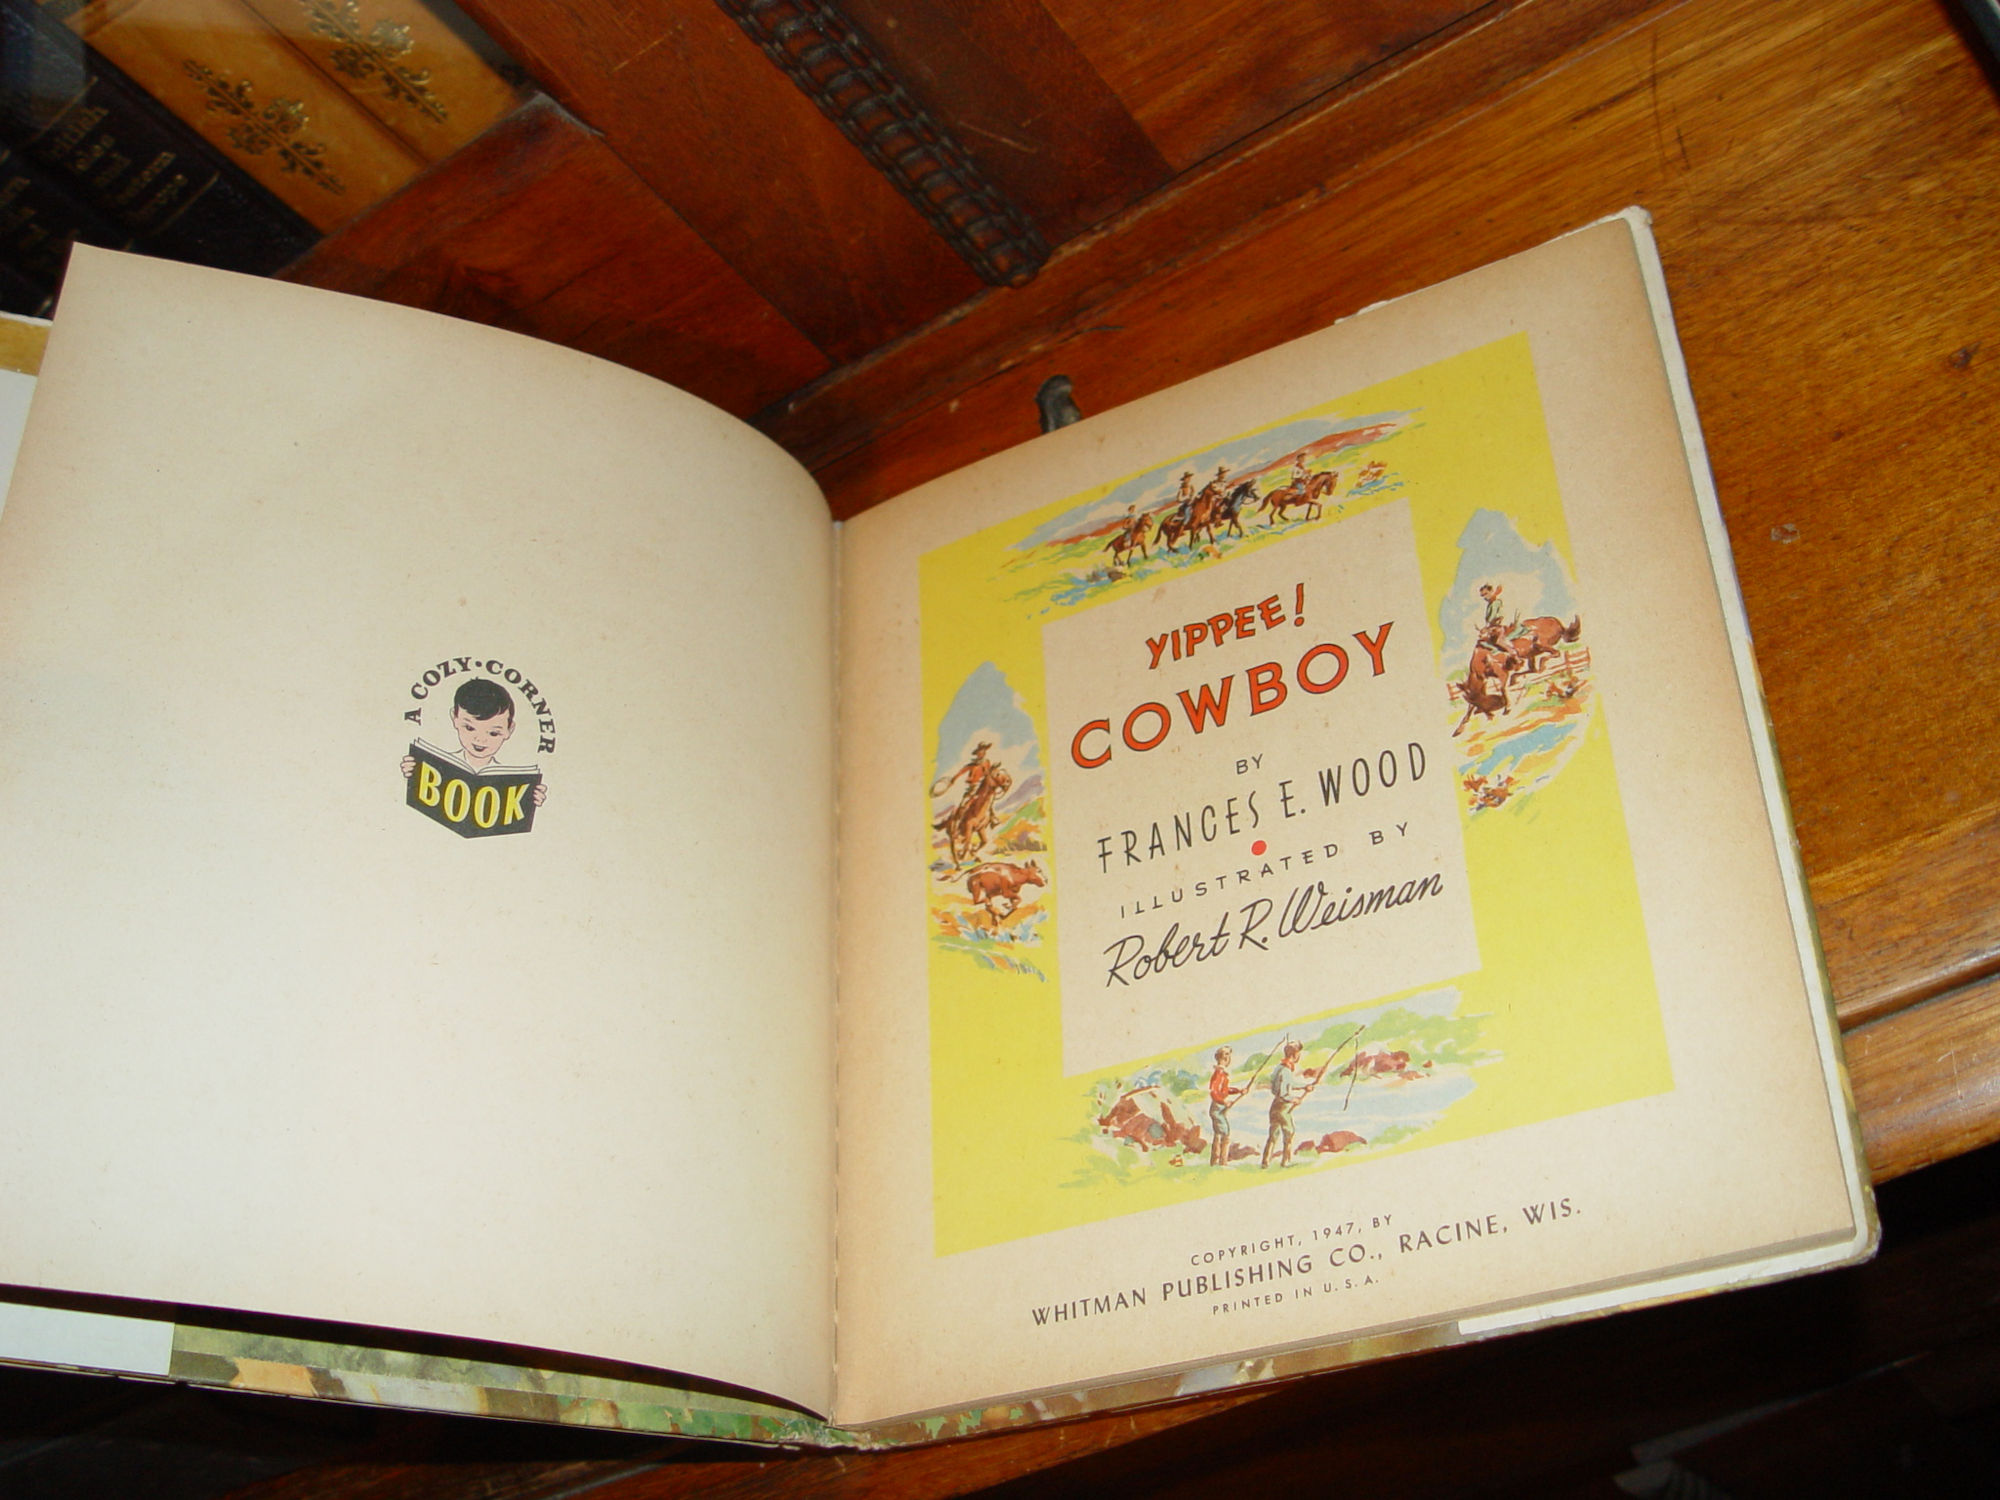 A COZY·CORNER
BOOK
YIPPEE!
COWBOY
BY
FRANCES E. WOOD
ILLUSTRATED BY
Robert R. Weisman
COPYRIGHT, 1947, BY
WHITMAN PUBLISHING CO., RACINE, WIS.
PRINTED IN U.S.A.